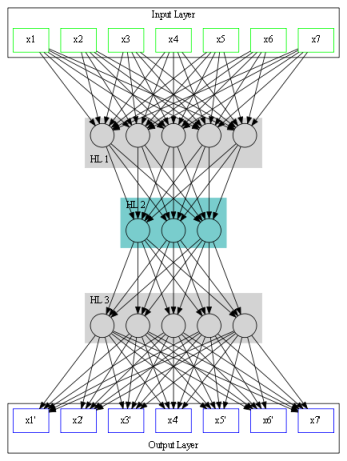 Input Layer
x1 x2 x3 x4 x5 x6 x7
HL 1
HL 2
HL 3
x1' x2' x3' x4' x5' x6' x7'
Output Layer